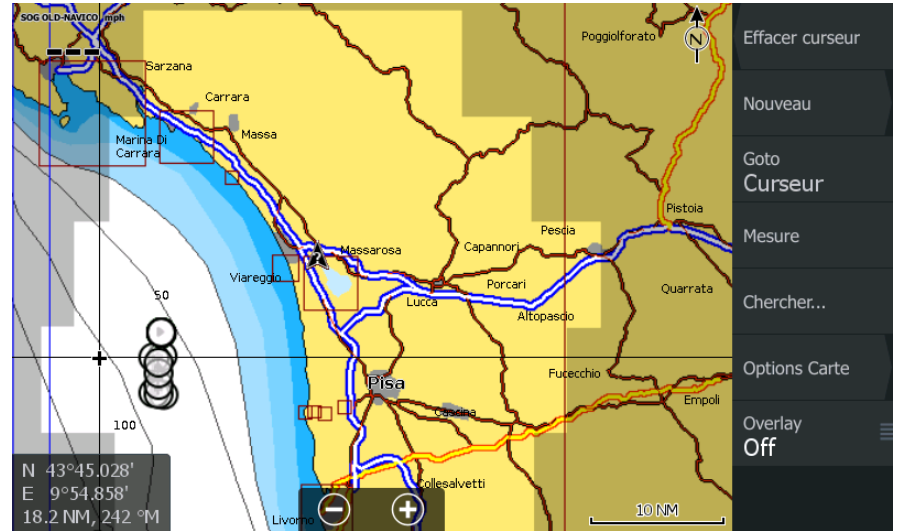 SOG OLD-NAVICO mph
Poggiolforato
N
Sarzana
Carrara
Massa
Marina Di
Carrara
Pistoia
Pescia
Capannori
Massarosa
Viareggio
Porcari
Quarrata
Lucca
Altopascio
50
Pisa
Fucecchio
Empoli
Cascina
100
Collesalvetti
Livorno
10 NM
N 43°45.028'
E 9°54.858'
18.2 NM, 242 °M
Effacer curseur
Nouveau
Goto
Curseur
Mesure
Chercher...
Options Carte
Overlay
Off